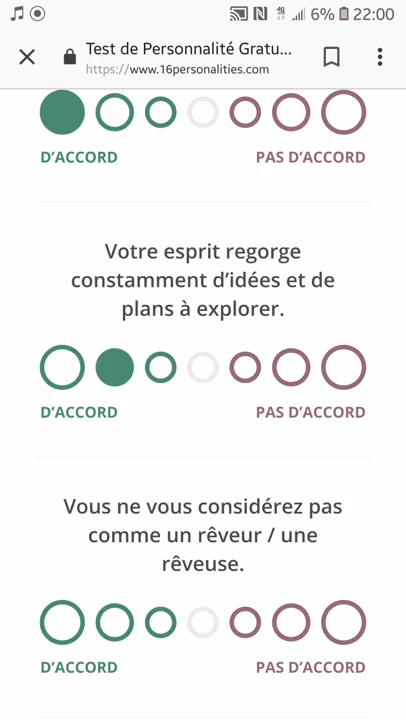 6% 22:00
Test de Personnalité Gratu...
https://www.16personalities.com
D'ACCORD PAS D'ACCORD
Votre esprit regorge
constamment d'idées et de
plans à explorer.
D'ACCORD PAS D'ACCORD
Vous ne vous considérez pas
comme un rêveur / une
rêveuse.
D'ACCORD PAS D'ACCORD